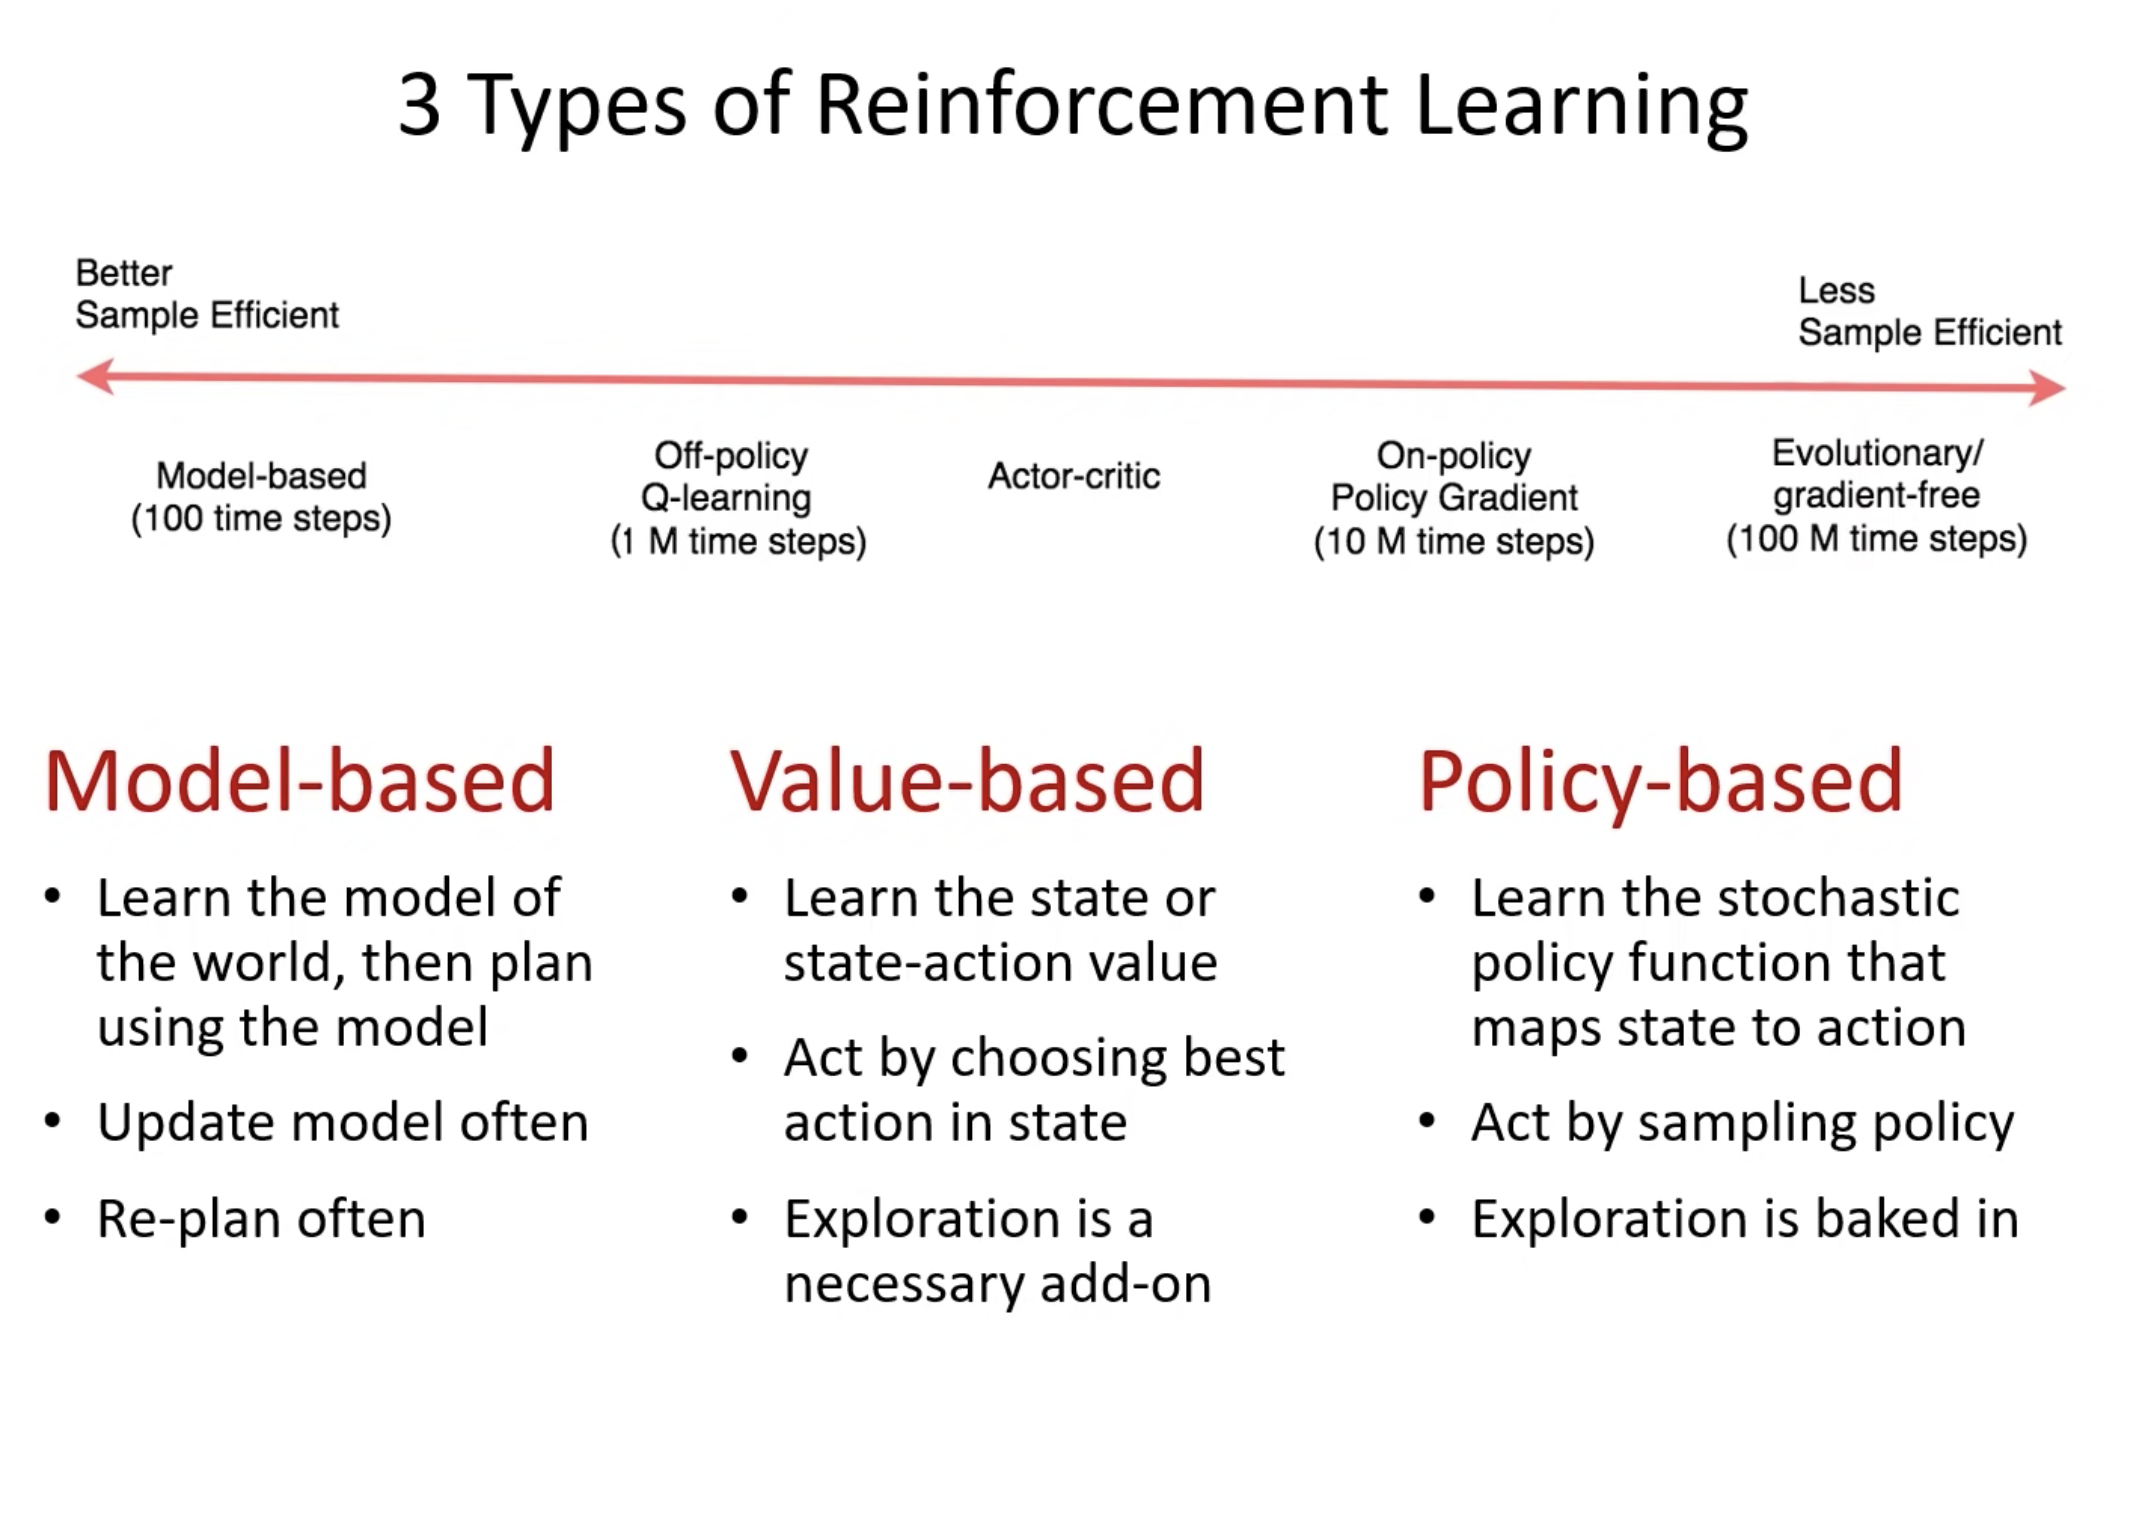 3 Types of Reinforcement Learning
Better
Sample Efficient
Less
Sample Efficient
Model-based
(100 time steps)
Off-policy
Q-learning
(1 M time steps)
Actor-critic
On-policy
Policy Gradient
(10 M time steps)
Evolutionary/
gradient-free
(100 M time steps)
Model-based
• Learn the model of
the world, then plan
using the model
• Update model often
• Re-plan often
Value-based
• Learn the state or
state-action value
• Act by choosing best
action in state
• Exploration is a
necessary add-on
Policy-based
• Learn the stochastic
policy function that
maps state to action
• Act by sampling policy
• Exploration is baked in